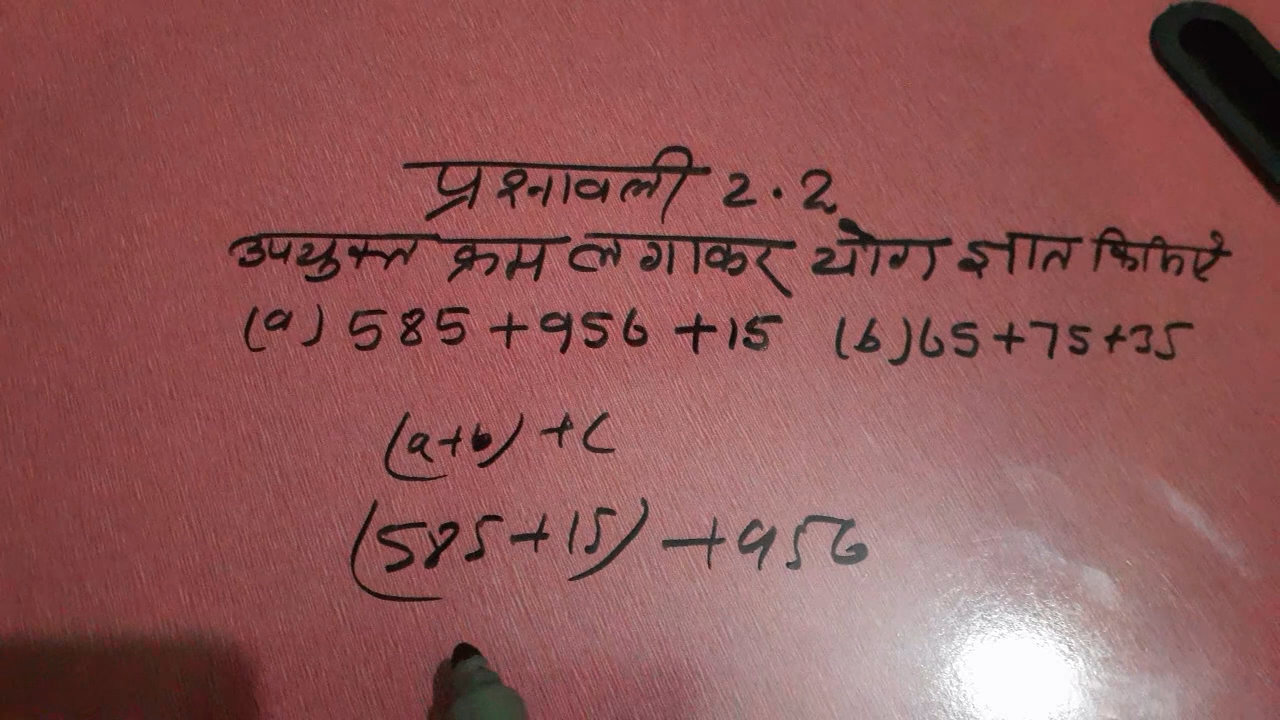 प्रश्नावली 2.2
उपयुक्त क्रम लगाकर योग ज्ञात किजिऐ
(a) 585 + 956 + 15 (b) 65 + 75 + 35
(a+b) + c
(585 + 15) + 956